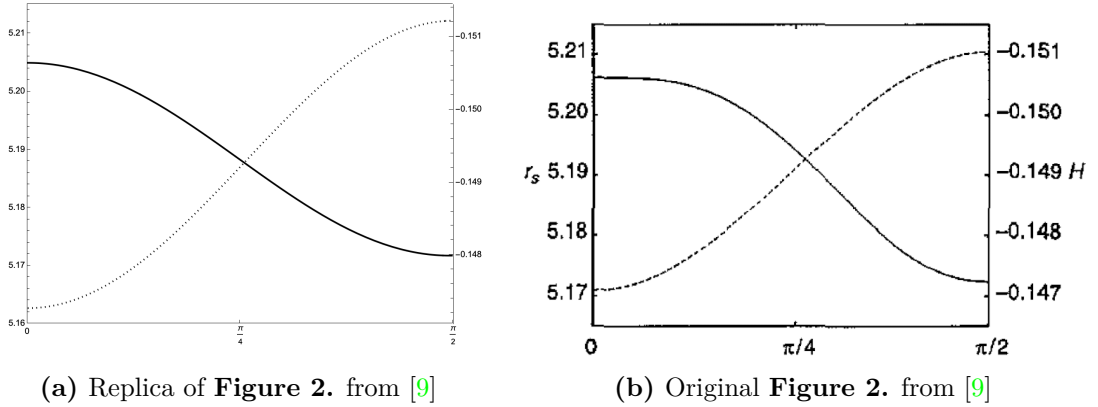 5.21
5.20
5.19
5.18
5.17
5.16
-0.151
-0.150
-0.149
-0.148
0
π/4
π/2
5.21
5.20
r_s 5.19
5.18
5.17
-0.151
-0.150
-0.149 H
-0.148
-0.147
0 π/4 π/2
(a) Replica of Figure 2. from [9]
(b) Original Figure 2. from [9]